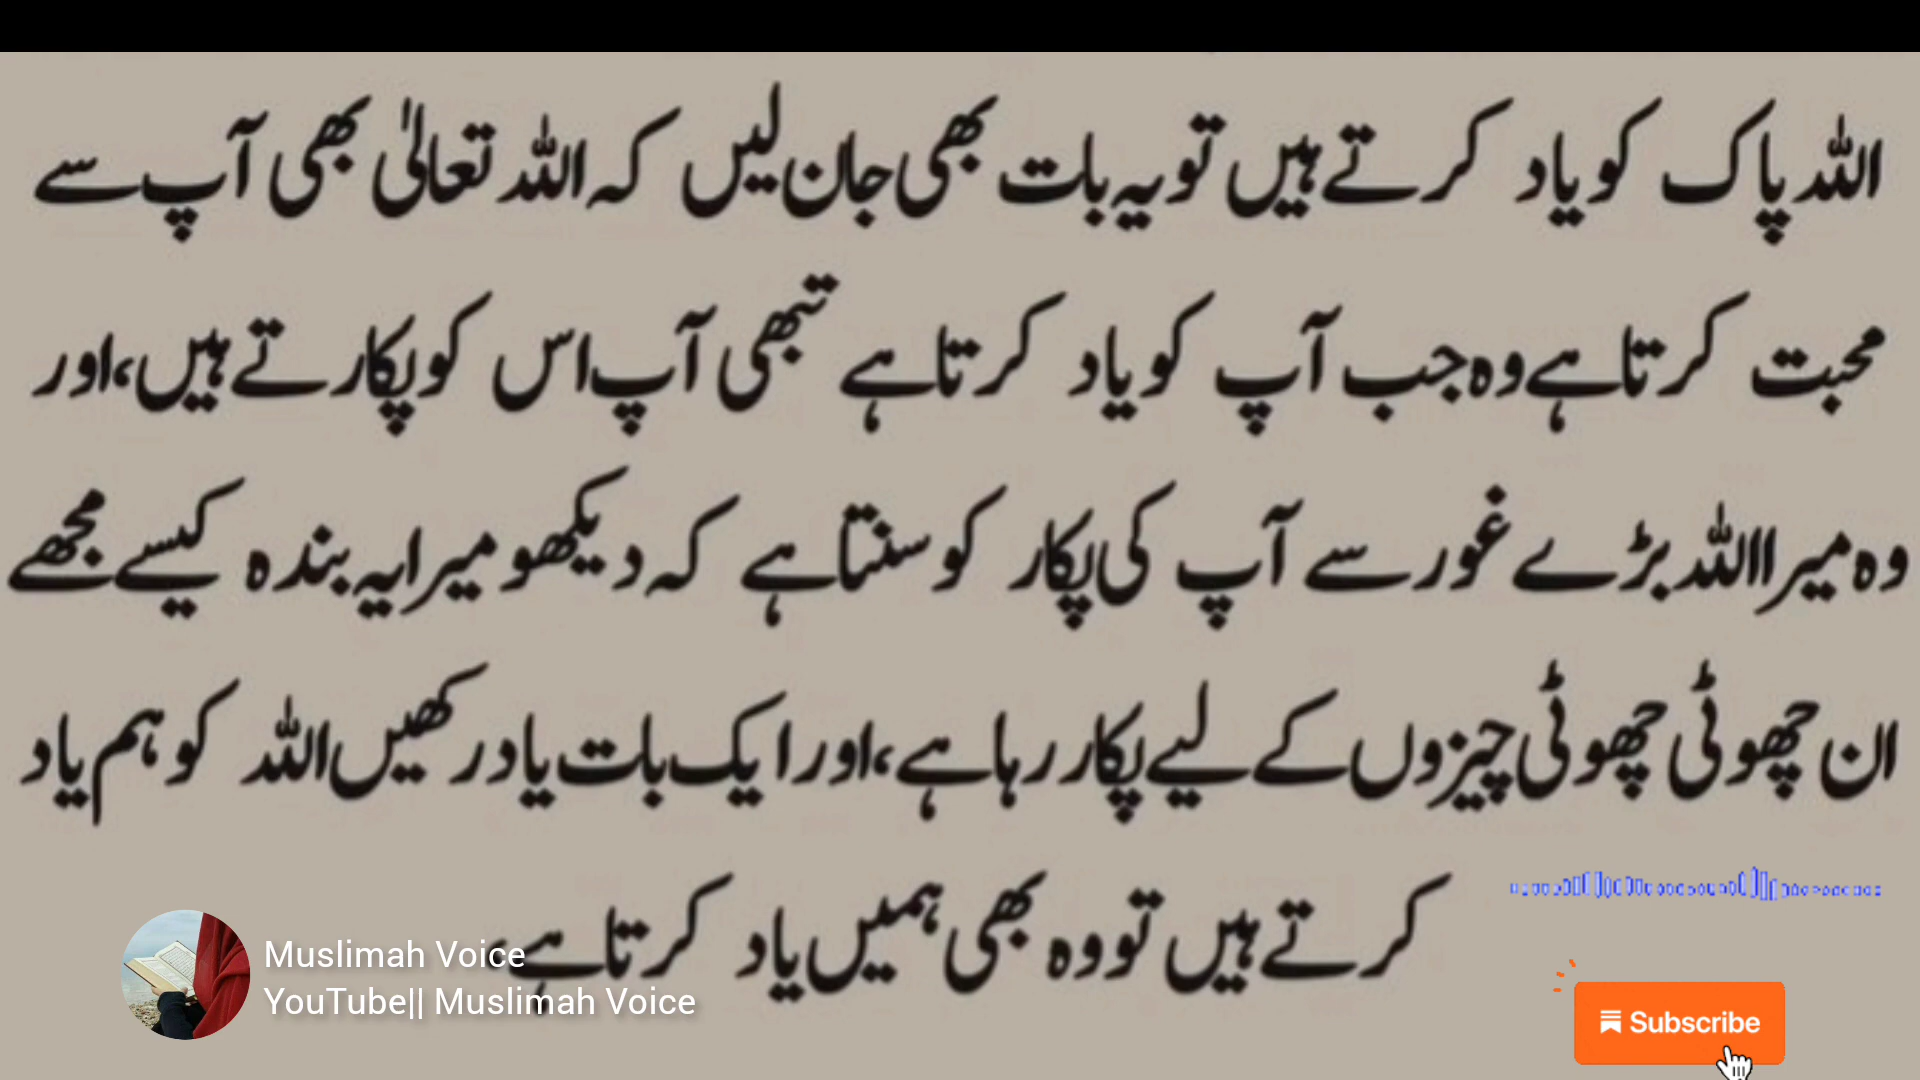 اللہ پاک کو یاد کرتے ہیں تو یہ بات بھی جان لیں کہ اللہ تعالیٰ بھی آپ سے
محبت کرتا ہے وہ جب آپ کو یاد کرتا ہے تبھی آپ اس کو پکارتے ہیں، اور
وہ میرا اللہ بڑے غور سے آپ کی پکار کو سنتا ہے کہ دیکھو میرا یہ بندہ کیسے مجھے
ان چھوٹی چھوٹی چیزوں کے لیے پکار رہا ہے، اور ایک بات یاد رکھیں اللہ کو ہم یاد
کرتے ہیں تو وہ بھی ہمیں یاد کرتا ہے
Muslimah Voice
YouTube|| Muslimah Voice
Subscribe